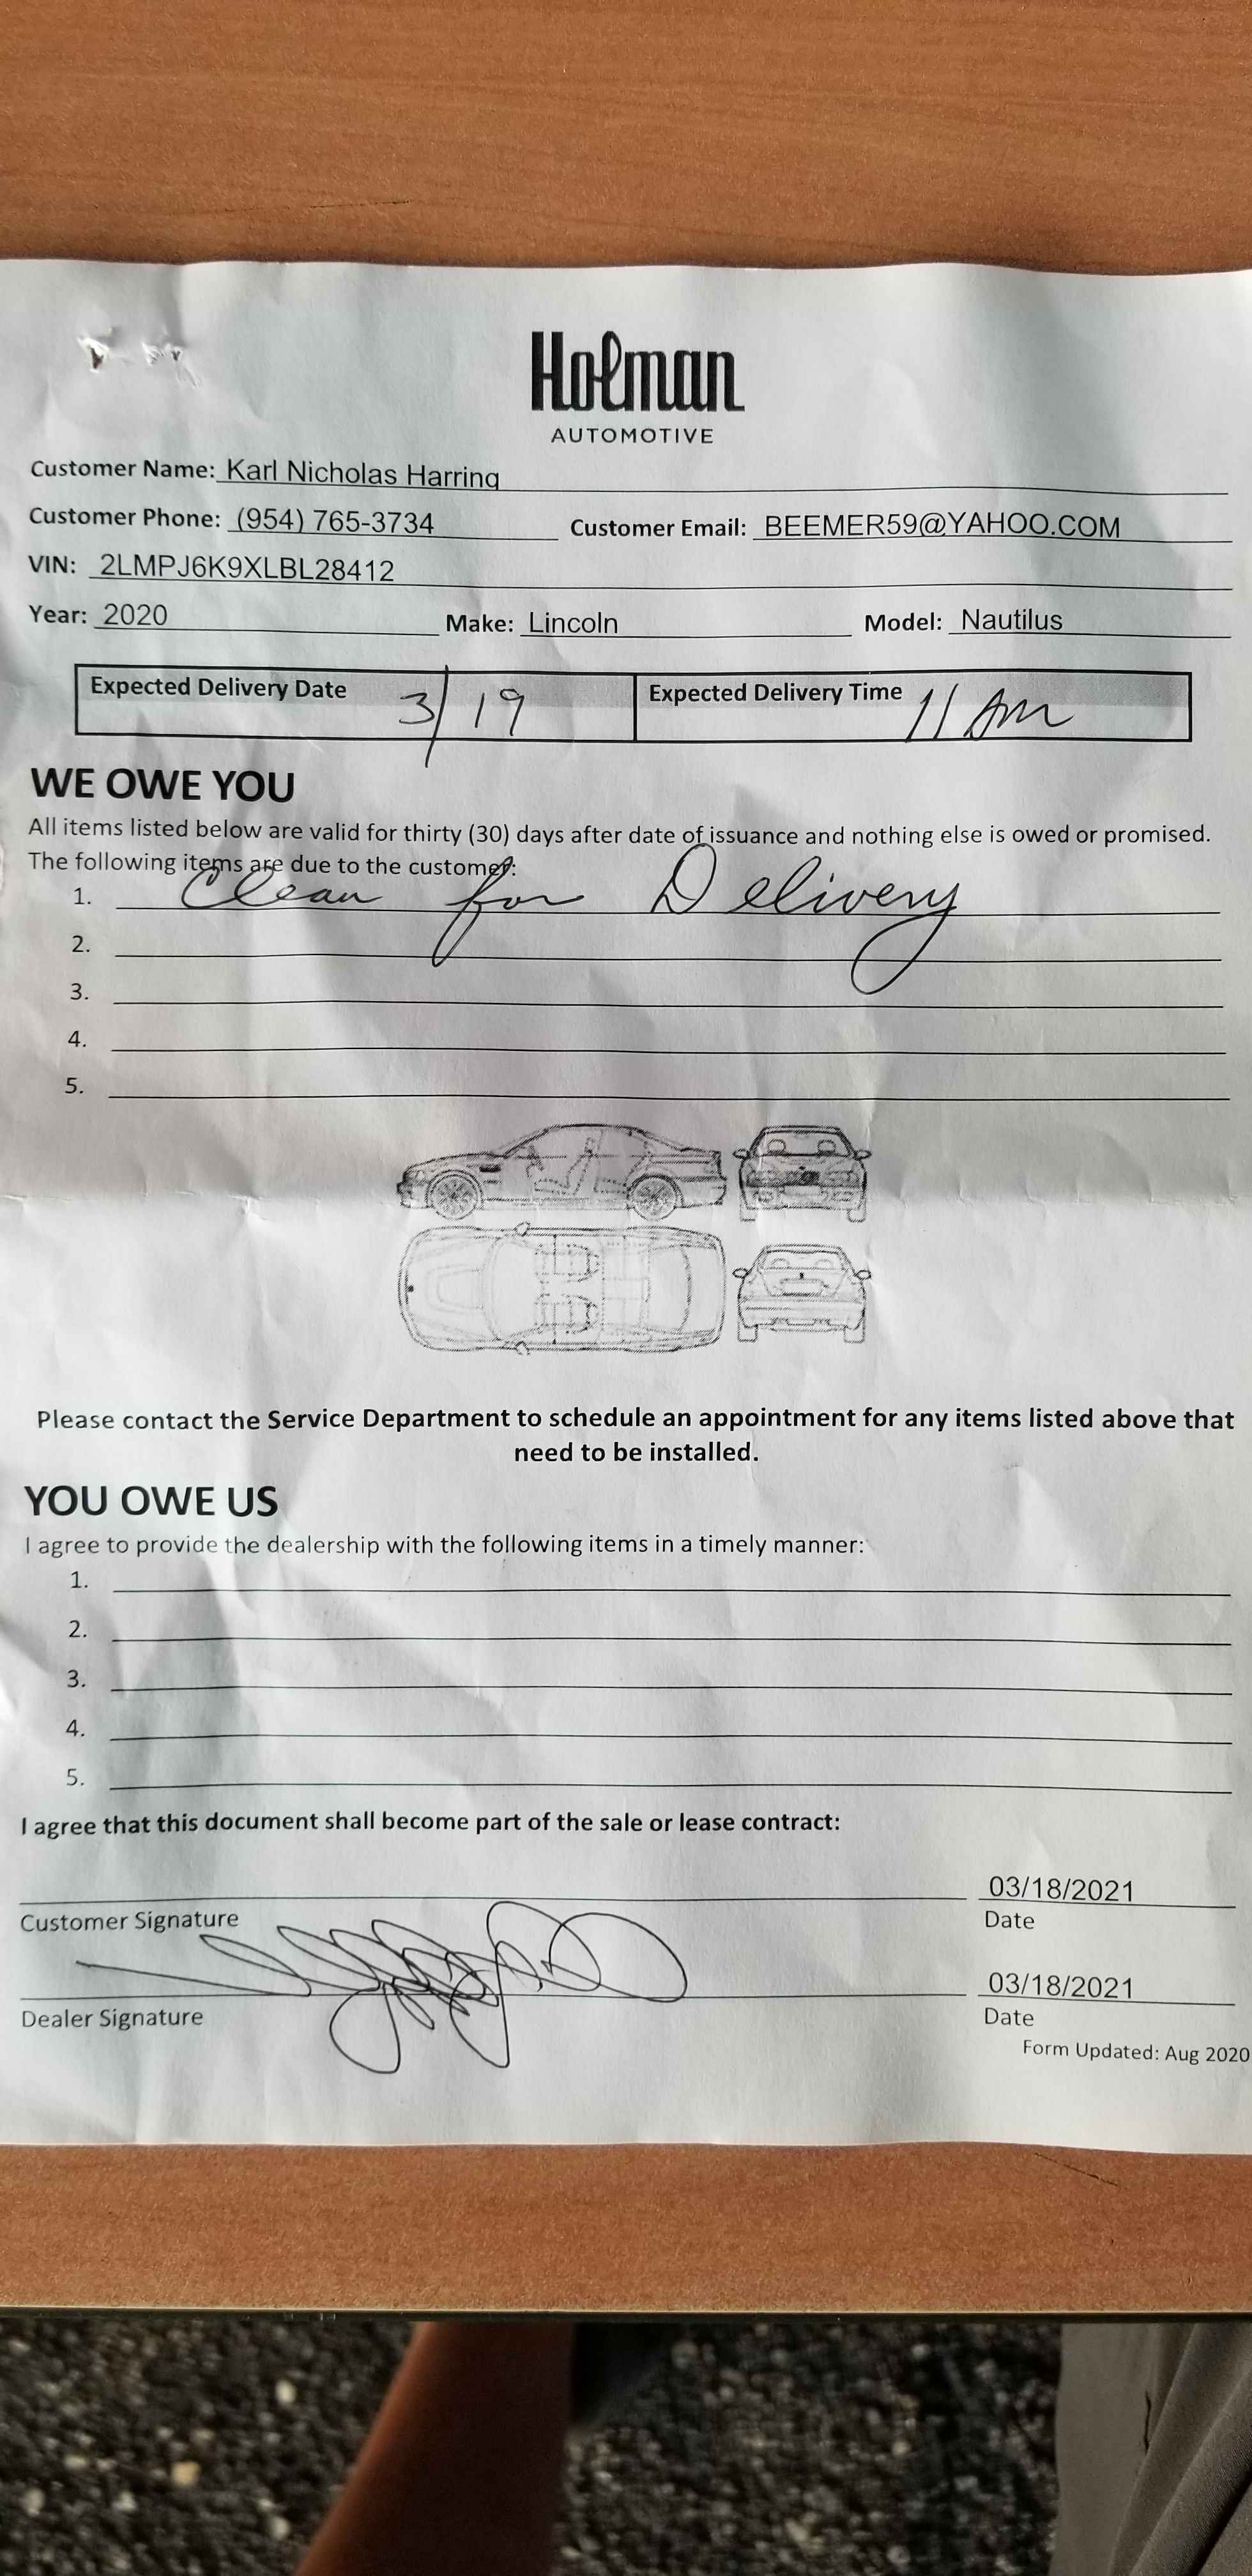 Holman
AUTOMOTIVE
Customer Name: Karl Nicholas Harring
Customer Phone: (954) 765-3734 Customer Email: BEEMER59@YAHOO.COM
VIN: 2LMPJ6K9XLBL28412
Year: 2020 Make: Lincoln Model: Nautilus
Expected Delivery Date 3/19 Expected Delivery Time 11 Am
WE OWE YOU
All items listed below are valid for thirty (30) days after date of issuance and nothing else is owed or promised.
The following items are due to the customer:
1. Clean for Delivery
2.
3.
4.
5.
Please contact the Service Department to schedule an appointment for any items listed above that
need to be installed.
YOU OWE US
I agree to provide the dealership with the following items in a timely manner:
1.
2.
3.
4.
5.
I agree that this document shall become part of the sale or lease contract:
03/18/2021
Customer Signature Date
03/18/2021
Dealer Signature Date
Form Updated: Aug 2020